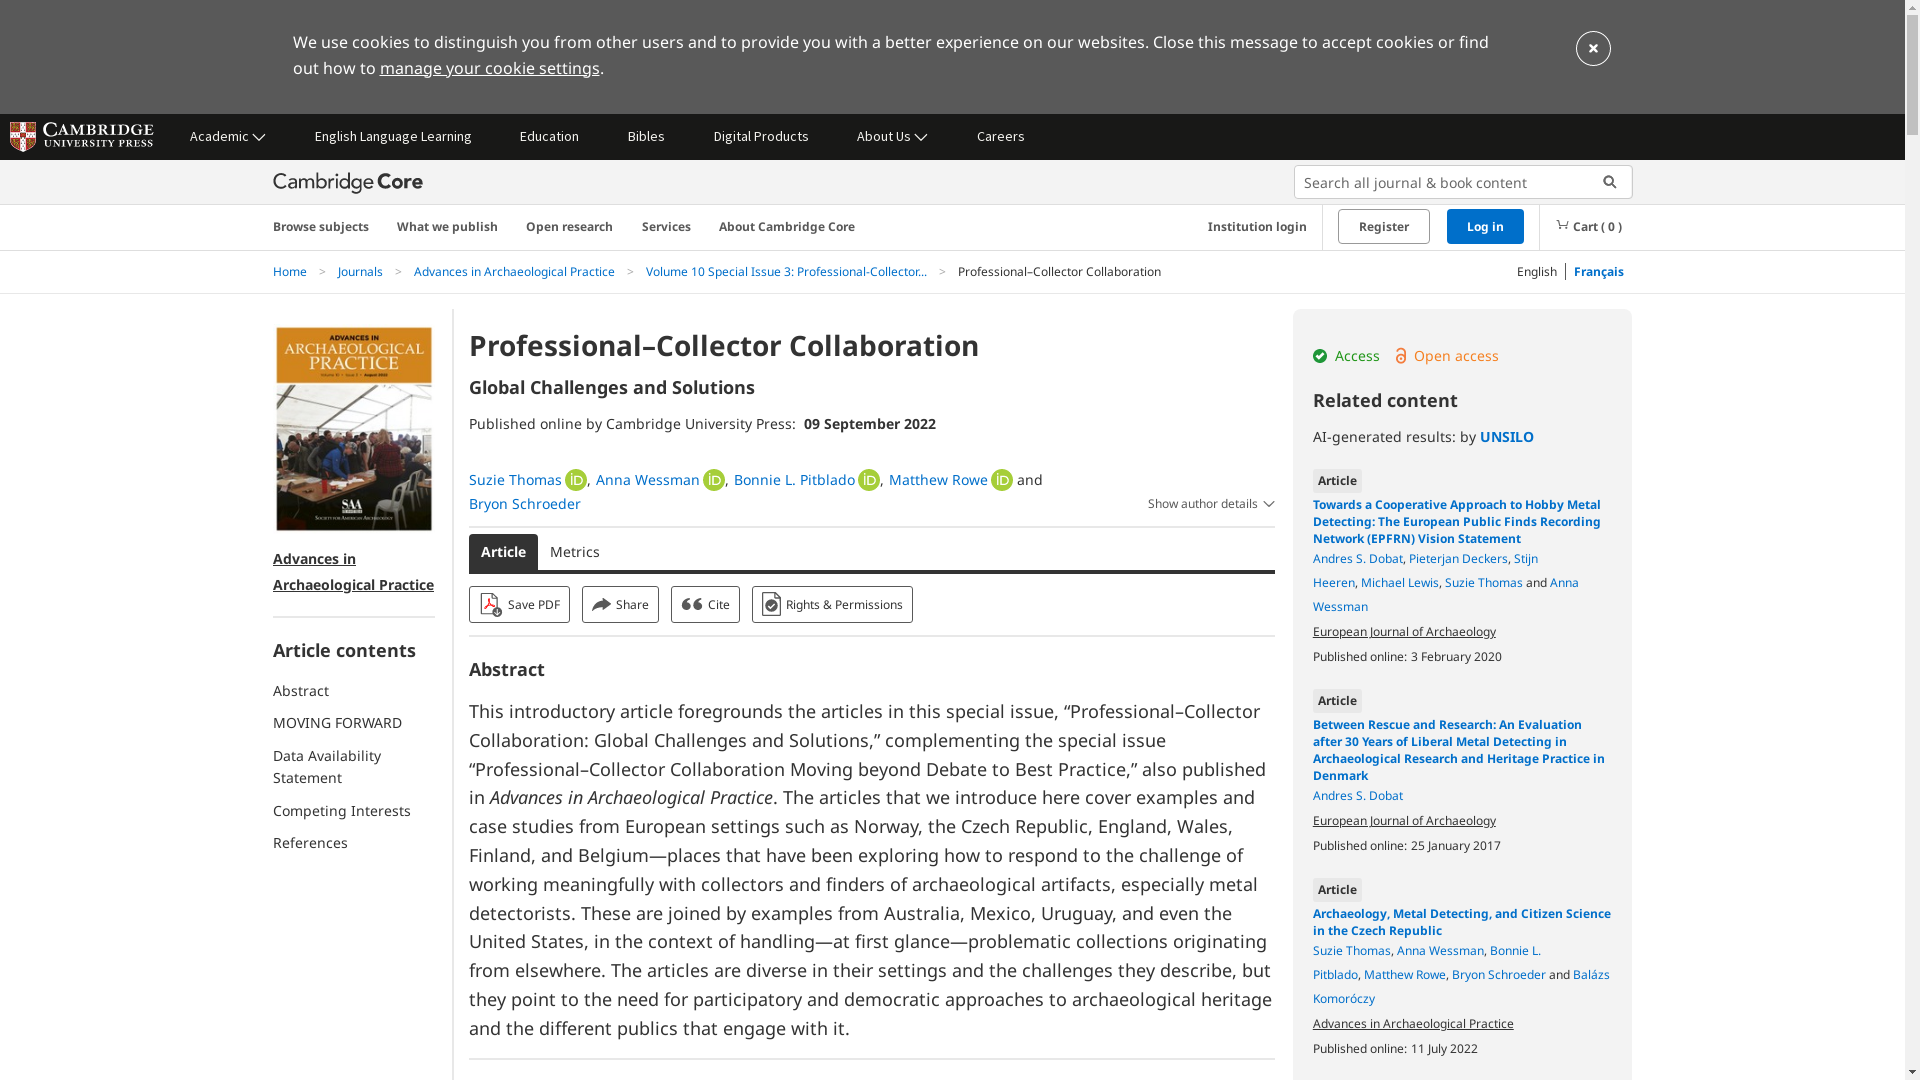 We use cookies to distinguish you from other users and to provide you with a better experience on our websites. Close this message to accept cookies or find
out how to manage your cookie settings.
CAMBRIDGE
UNIVERSITY PRESS
Academic
English Language Learning
Education
Bibles
Digital Products
About Us
Careers
Cambridge Core
Search all journal & book content
Browse subjects
What we publish
Open research
Services
About Cambridge Core
Institution login
Register
Log in
Cart ( 0 )
Home > Journals > Advances in Archaeological Practice > Volume 10 Special Issue 3: Professional-Collector... > Professional–Collector Collaboration
English
Français
ADVANCES IN
ARCHAEOLOGICAL
PRACTICE
SAA
SOCIETY FOR AMERICAN ARCHAEOLOGY
Advances in
Archaeological Practice
Article contents
Abstract
MOVING FORWARD
Data Availability
Statement
Competing Interests
References
Professional–Collector Collaboration
Global Challenges and Solutions
Published online by Cambridge University Press: 09 September 2022
Suzie Thomas iD, Anna Wessman iD, Bonnie L. Pitblado iD, Matthew Rowe iD and
Bryon Schroeder
Show author details
Article
Metrics
Save PDF
Share
Cite
Rights & Permissions
Abstract
This introductory article foregrounds the articles in this special issue, “Professional–Collector
Collaboration: Global Challenges and Solutions,” complementing the special issue
“Professional–Collector Collaboration Moving beyond Debate to Best Practice,” also published
in Advances in Archaeological Practice. The articles that we introduce here cover examples and
case studies from European settings such as Norway, the Czech Republic, England, Wales,
Finland, and Belgium—places that have been exploring how to respond to the challenge of
working meaningfully with collectors and finders of archaeological artifacts, especially metal
detectorists. These are joined by examples from Australia, Mexico, Uruguay, and even the
United States, in the context of handling—at first glance—problematic collections originating
from elsewhere. The articles are diverse in their settings and the challenges they describe, but
they point to the need for participatory and democratic approaches to archaeological heritage
and the different publics that engage with it.
Access
Open access
Related content
AI-generated results: by UNSILO
Article
Towards a Cooperative Approach to Hobby Metal
Detecting: The European Public Finds Recording
Network (EPFRN) Vision Statement
Andres S. Dobat, Pieterjan Deckers, Stijn
Heeren, Michael Lewis, Suzie Thomas and Anna
Wessman
European Journal of Archaeology
Published online: 3 February 2020
Article
Between Rescue and Research: An Evaluation
after 30 Years of Liberal Metal Detecting in
Archaeological Research and Heritage Practice in
Denmark
Andres S. Dobat
European Journal of Archaeology
Published online: 25 January 2017
Article
Archaeology, Metal Detecting, and Citizen Science
in the Czech Republic
Suzie Thomas, Anna Wessman, Bonnie L.
Pitblado, Matthew Rowe, Bryon Schroeder and Balázs
Komoróczy
Advances in Archaeological Practice
Published online: 11 July 2022